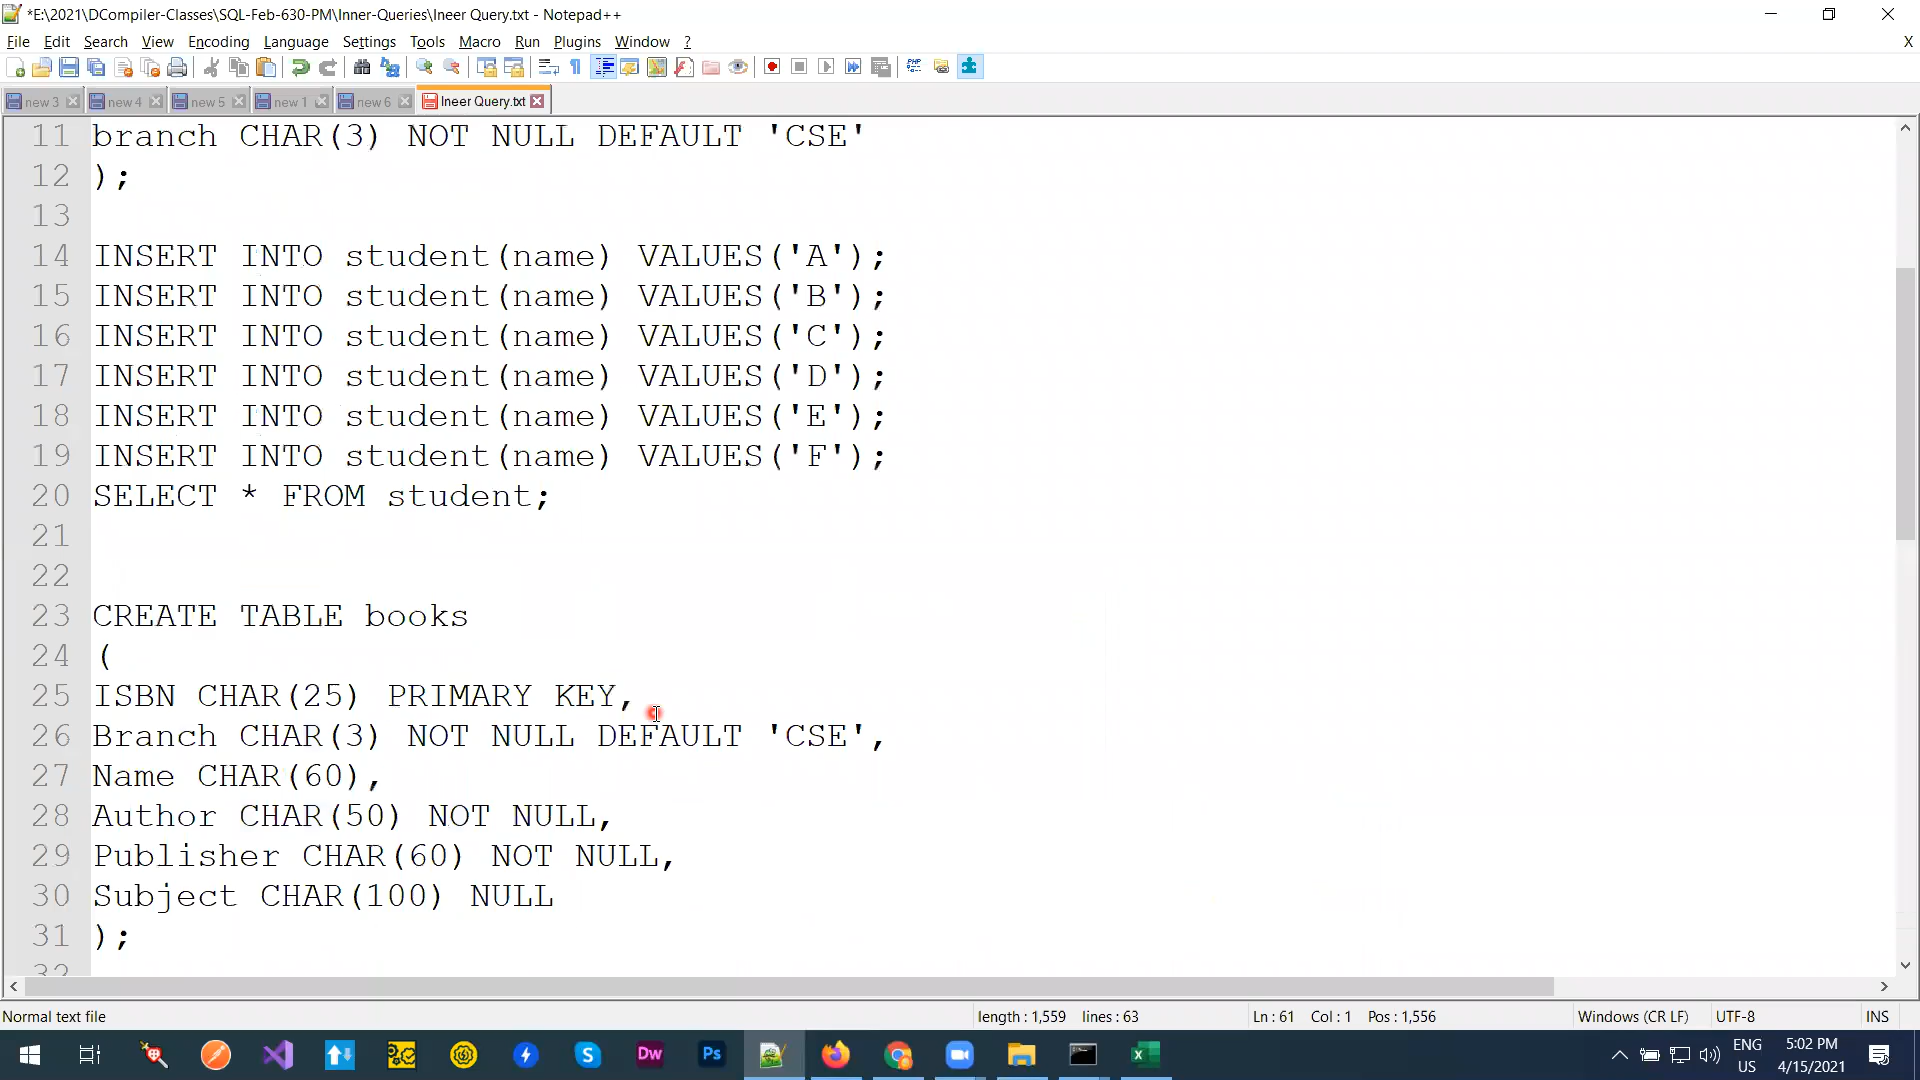 *E:\2021\DCompiler-Classes\SQL-Feb-630-PM\Inner-Queries\Ineer Query.txt - Notepad++
File Edit Search View Encoding Language Settings Tools Macro Run Plugins Window ? X
new 3 new 4 new 5 new 1 new 6 Ineer Query.txt
11 branch CHAR(3) NOT NULL DEFAULT 'CSE'
12 );
13
14 INSERT INTO student(name) VALUES('A');
15 INSERT INTO student(name) VALUES('B');
16 INSERT INTO student(name) VALUES('C');
17 INSERT INTO student(name) VALUES('D');
18 INSERT INTO student(name) VALUES('E');
19 INSERT INTO student(name) VALUES('F');
20 SELECT * FROM student;
21
22
23 CREATE TABLE books
24 (
25 ISBN CHAR(25) PRIMARY KEY,
26 Branch CHAR(3) NOT NULL DEFAULT 'CSE',
27 Name CHAR(60),
28 Author CHAR(50) NOT NULL,
29 Publisher CHAR(60) NOT NULL,
30 Subject CHAR(100) NULL
31 );
32
Normal text file length : 1,559 lines : 63 Ln : 61 Col : 1 Pos : 1,556 Windows (CR LF) UTF-8 INS
Dw Ps ENG 5:02 PM
US 4/15/2021